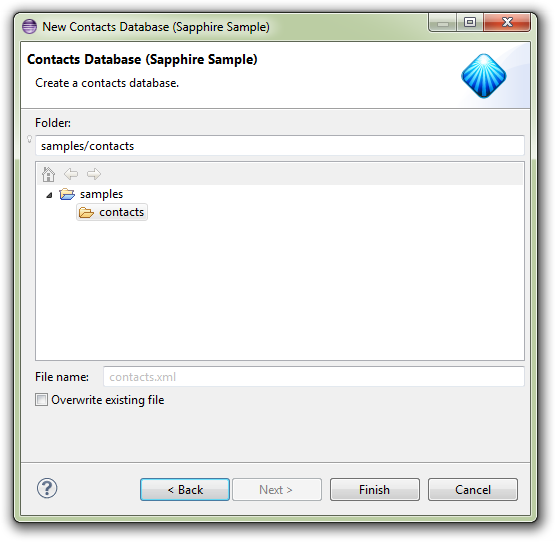 New Contacts Database (Sapphire Sample)
Contacts Database (Sapphire Sample)
Create a contacts database.
Folder:
samples/contacts
samples
contacts
File name: contacts.xml
Overwrite existing file
? < Back Next > Finish Cancel